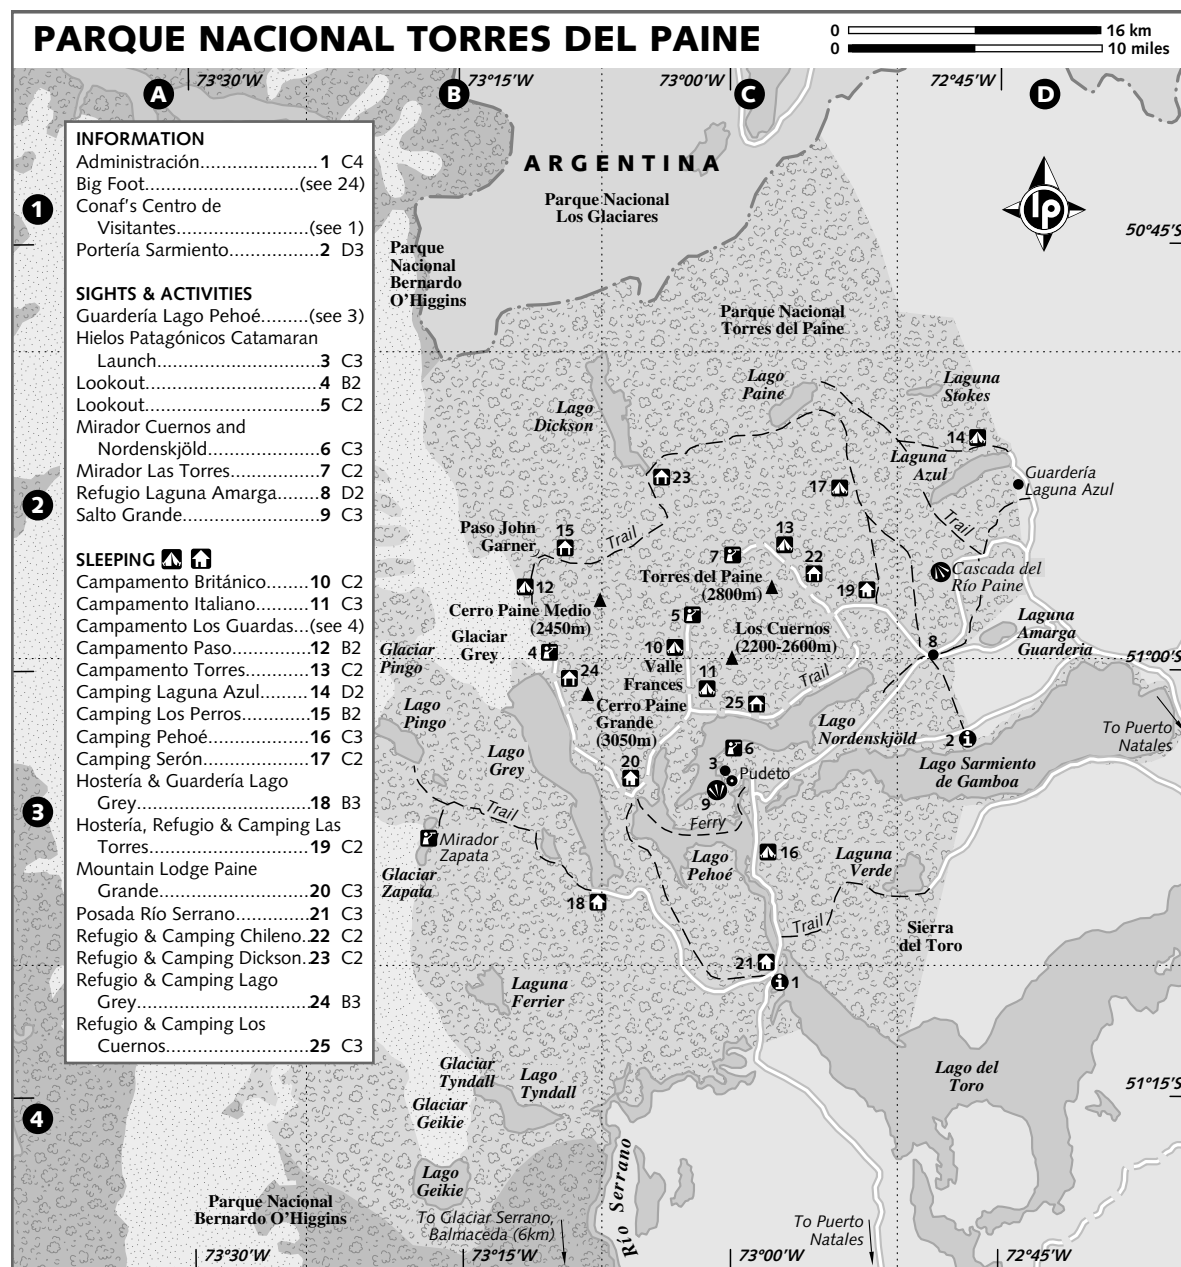 PARQUE NACIONAL TORRES DEL PAINE
0 16 km
0 10 miles
73°30'W
73°15'W
73°00'W
72°45'W
A
B
C
D
INFORMATION
Administración......................1 C4
Big Foot.............................(see 24)
Conaf's Centro de
Visitantes.........................(see 1)
Portería Sarmiento.................2 D3
SIGHTS & ACTIVITIES
Guardería Lago Pehoé.........(see 3)
Hielos Patagónicos Catamaran
Launch...............................3 C3
Lookout.................................4 B2
Lookout.................................5 C2
Mirador Cuernos and
Nordenskjöld.....................6 C3
Mirador Las Torres................7 C2
Refugio Laguna Amarga........8 D2
Salto Grande..........................9 C3
SLEEPING
Campamento Británico........10 C2
Campamento Italiano..........11 C3
Campamento Los Guardas...(see 4)
Campamento Paso..............12 B2
Campamento Torres............13 C2
Camping Laguna Azul.........14 D2
Camping Los Perros.............15 B2
Camping Pehoé...................16 C3
Camping Serón....................17 C2
Hostería & Guardería Lago
Grey................................18 B3
Hostería, Refugio & Camping Las
Torres..............................19 C2
Mountain Lodge Paine
Grande............................20 C3
Posada Río Serrano..............21 C3
Refugio & Camping Chileno..22 C2
Refugio & Camping Dickson.23 C2
Refugio & Camping Lago
Grey................................24 B3
Refugio & Camping Los
Cuernos...........................25 C3
1
2
3
4
ARGENTINA
Parque Nacional
Los Glaciares
lp
50°45'S
Parque
Nacional
Bernardo
O'Higgins
Parque Nacional
Torres del Paine
Lago
Dickson
Lago
Paine
Laguna
Stokes
14
Laguna
Azul
Guardería
Laguna Azul
23
17
Trail
Paso John
Garner
15
Trail
13
7
22
Torres del Paine
(2800m)
19
Cascada del
Río Paine
12
Cerro Paine Medio
(2450m)
5
Los Cuernos
(2200-2600m)
Laguna
Amarga
Guardería
8
Glaciar
Grey
4
10
Valle
Frances
11
Glaciar
Pingo
51°00'S
24
Cerro Paine
Grande
(3050m)
25
Trail
Lago
Pingo
Lago
Grey
Lago
Nordenskjöld
2
To Puerto
Natales
Lago Sarmiento
de Gamboa
6
3
Pudeto
20
9
Ferry
Trail
Mirador
Zapata
Glaciar
Zapata
Lago
Pehoé
16
Laguna
Verde
18
Trail
Sierra
del Toro
21
1
Laguna
Ferrier
Glaciar
Tyndall
Lago
Tyndall
Glaciar
Geikie
Lago del
Toro
51°15'S
Lago
Geikie
Río Serrano
Parque Nacional
Bernardo O'Higgins
To Glaciar Serrano,
Balmaceda (6km)
To Puerto
Natales
73°30'W
73°15'W
73°00'W
72°45'W